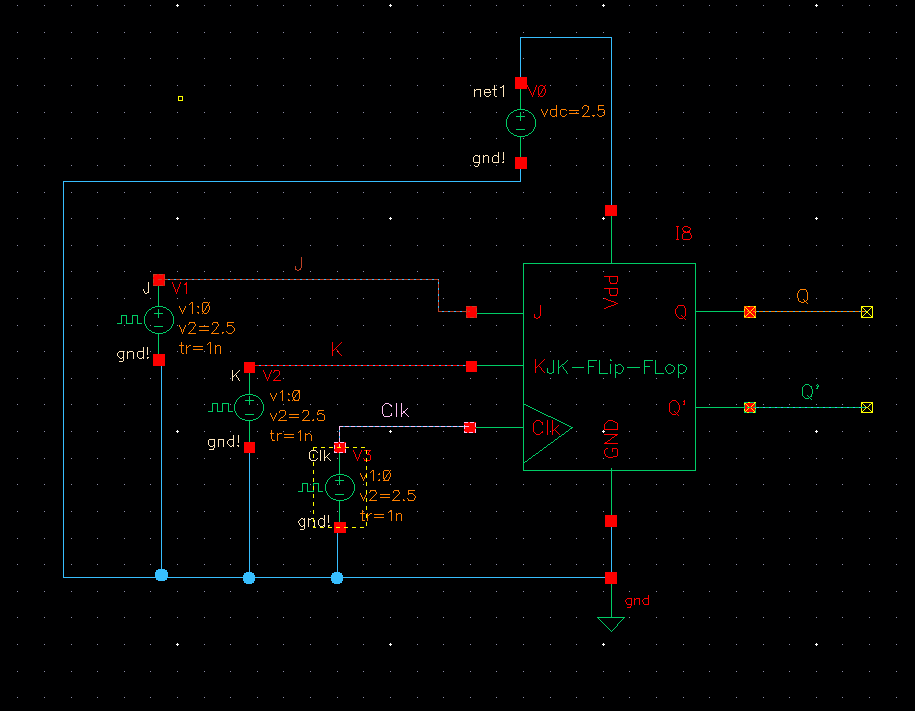 net1
V0
vdc=2.5
gnd!
I8
J
J
V1
v1:0
v2=2.5
tr=1n
gnd!
K
K
V2
v1:0
v2=2.5
tr=1n
gnd!
Clk
Clk
V3
v1:0
v2=2.5
tr=1n
gnd!
Vdd
J
Q
Q
K
JK-FLip-FLop
Q'
Q'
Clk
GND
gnd